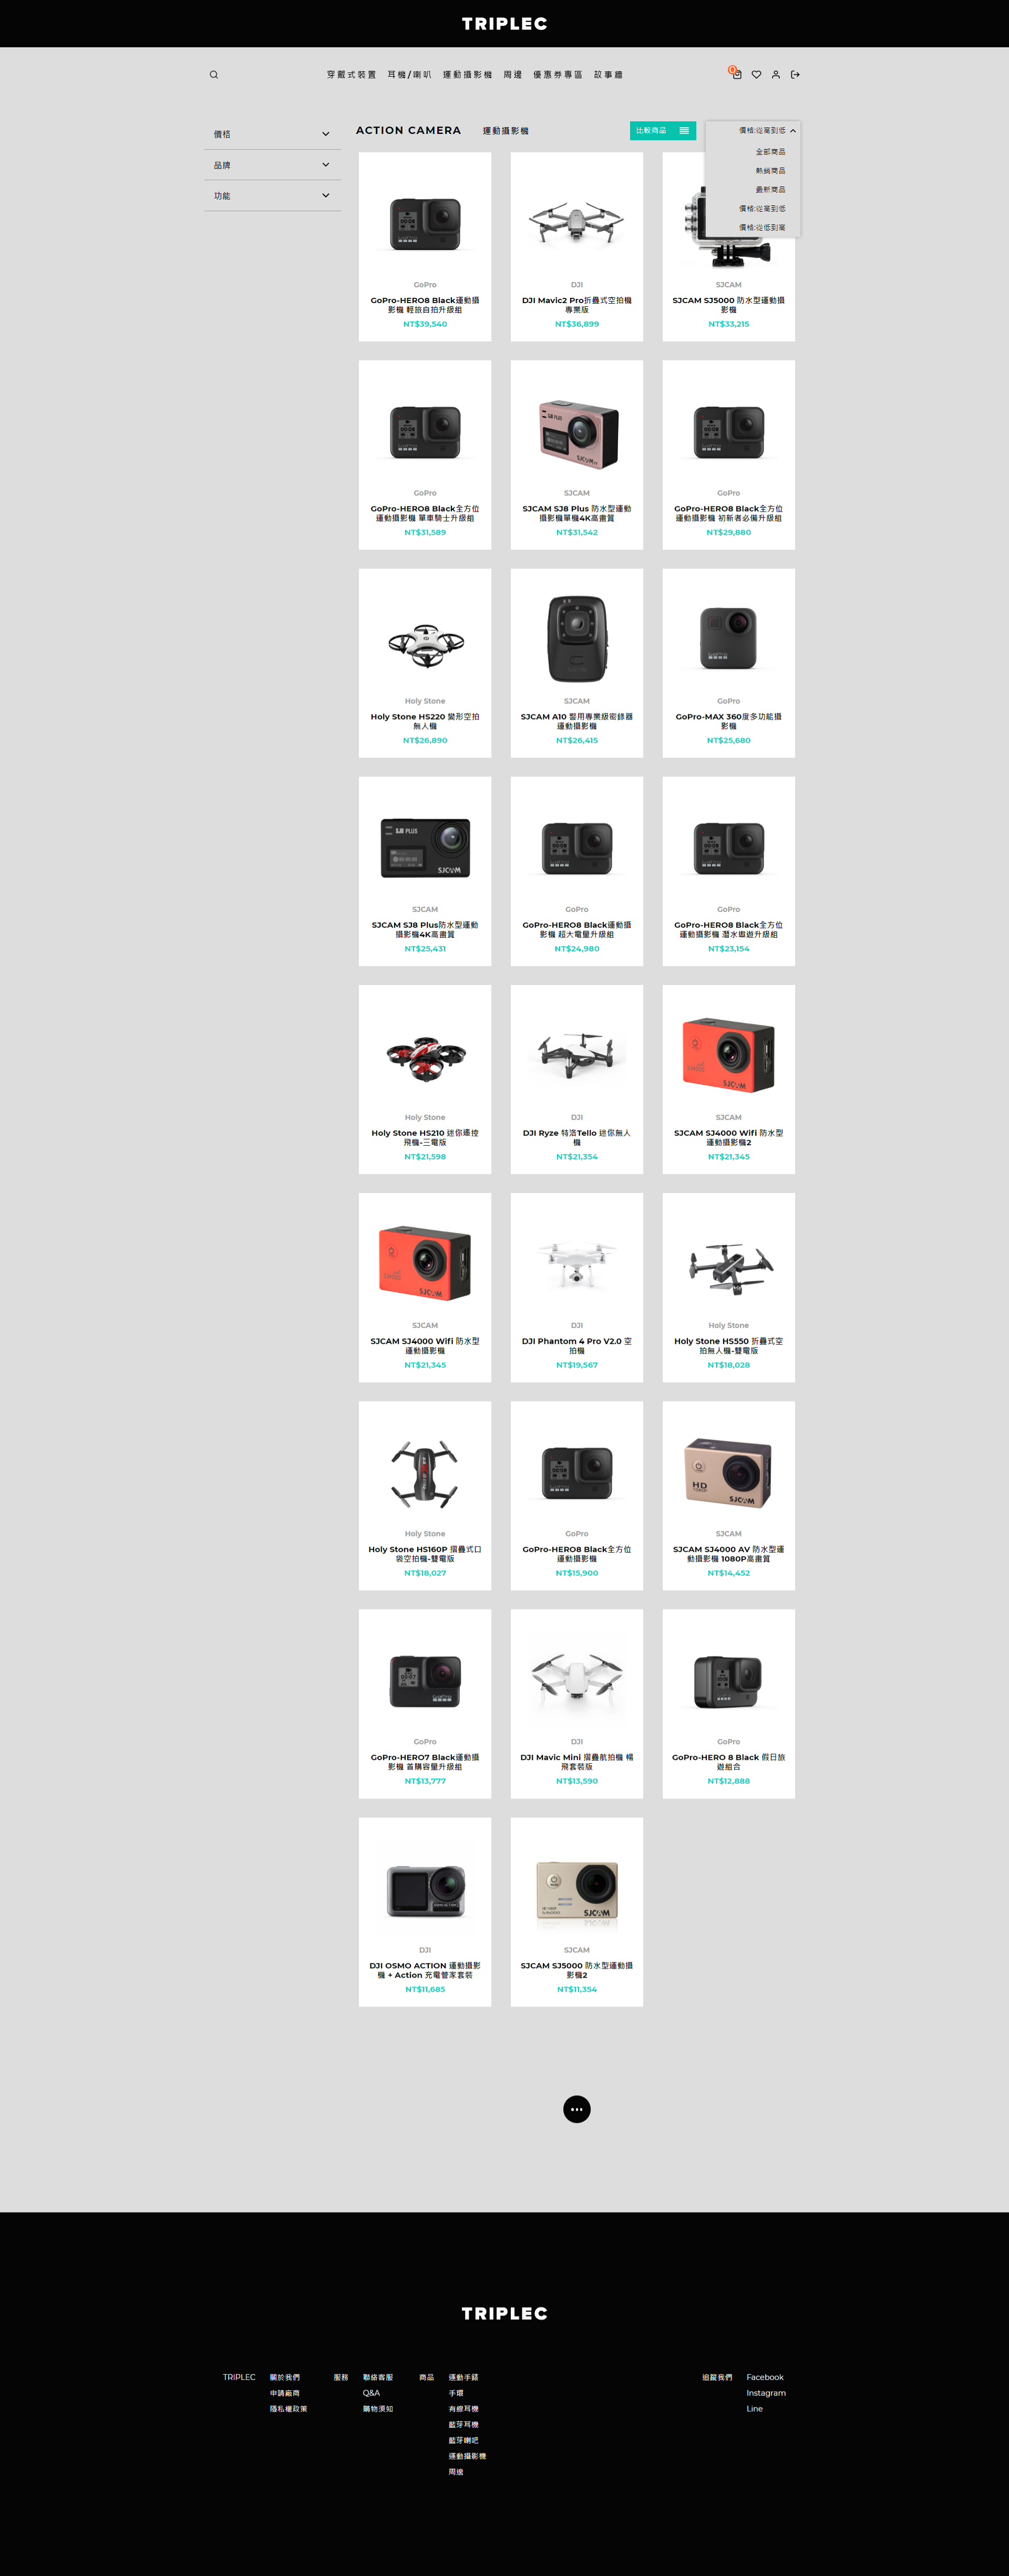 TRIPLEC
0
穿戴式裝置 耳機/喇叭 運動攝影機 周邊 優惠券專區 故事牆
價格
品牌
功能
ACTION CAMERA 運動攝影機
比較商品
價格:從高到低
全部商品
熱銷商品
最新商品
價格:從高到低
價格:從低到高
GoPro
GoPro-HERO8 Black運動攝
影機 輕旅自拍升級組
NT$39,540
DJI
DJI Mavic2 Pro折疊式空拍機
專業版
NT$36,899
SJCAM
SJCAM SJ5000 防水型運動攝
影機
NT$33,215
GoPro
GoPro-HERO8 Black全方位
運動攝影機 單車騎士升級組
NT$31,589
SJCAM
SJCAM SJ8 Plus 防水型運動
攝影機單機4K高畫質
NT$31,542
GoPro
GoPro-HERO8 Black全方位
運動攝影機 初新者必備升級組
NT$29,880
Holy Stone
Holy Stone HS220 變形空拍
無人機
NT$26,890
SJCAM
SJCAM A10 警用專業級密錄器
運動攝影機
NT$26,415
GoPro
GoPro-MAX 360度多功能攝
影機
NT$25,680
SJ8 PLUS
SJCAM
SJCAM
SJCAM SJ8 Plus防水型運動
攝影機4K高畫質
NT$25,431
GoPro
GoPro-HERO8 Black運動攝
影機 超大電量升級組
NT$24,980
GoPro
GoPro-HERO8 Black全方位
運動攝影機 潛水遨遊升級組
NT$23,154
Holy Stone
Holy Stone HS210 迷你遙控
飛機-三電版
NT$21,598
DJI
DJI Ryze 特洛Tello 迷你無人
機
NT$21,354
SJCAM
SJCAM
SJCAM SJ4000 Wifi 防水型
運動攝影機2
NT$21,345
SJCAM
SJCAM
SJCAM SJ4000 Wifi 防水型
運動攝影機
NT$21,345
DJI
DJI Phantom 4 Pro V2.0 空
拍機
NT$19,567
Holy Stone
Holy Stone HS550 折疊式空
拍無人機-雙電版
NT$18,028
Holy Stone
Holy Stone HS160P 摺疊式口
袋空拍機-雙電版
NT$18,027
GoPro
GoPro-HERO8 Black全方位
運動攝影機
NT$15,900
HD
SJCAM
SJCAM
SJCAM SJ4000 AV 防水型運
動攝影機 1080P高畫質
NT$14,452
GoPro
GoPro-HERO7 Black運動攝
影機 首購容量升級組
NT$13,777
DJI
DJI Mavic Mini 摺疊航拍機 暢
飛套裝版
NT$13,590
GoPro
GoPro-HERO 8 Black 假日旅
遊組合
NT$12,888
DJI
DJI OSMO ACTION 運動攝影
機 + Action 充電管家套裝
NT$11,685
SJCAM
SJCAM
SJCAM SJ5000 防水型運動攝
影機2
NT$11,354
TRIPLEC
TRIPLEC
關於我們
申請廠商
隱私權政策
服務
聯絡客服
Q&A
購物須知
商品
運動手錶
手環
有線耳機
藍芽耳機
藍芽喇吧
運動攝影機
周邊
追蹤我們
Facebook
Instagram
Line